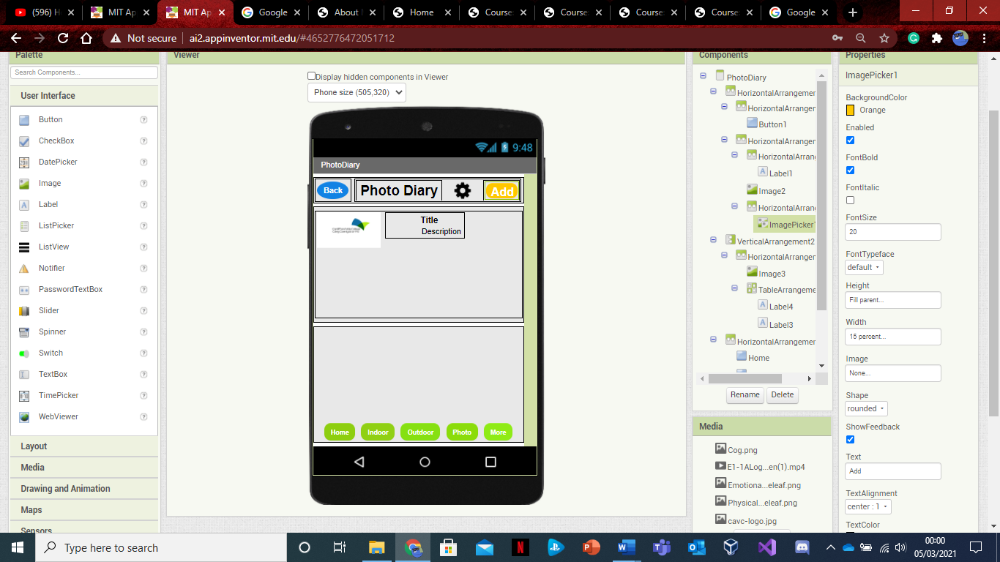 (596) H
MIT Ap
MIT Ap
Google
About
Home
Course
Course
Course
Course
Google
Not secure
ai2.appinventor.mit.edu/#4652776472051712
Palette
Search Components...
User Interface
Button
CheckBox
DatePicker
Image
Label
ListPicker
ListView
Notifier
PasswordTextBox
Slider
Spinner
Switch
TextBox
TimePicker
WebViewer
Layout
Media
Drawing and Animation
Maps
Sensors
Viewer
Display hidden components in Viewer
Phone size (505,320)
9:48
PhotoDiary
Back
Photo Diary
Add
Title
Description
Home
Indoor
Outdoor
Photo
More
Components
PhotoDiary
HorizontalArrangemen
HorizontalArranger
Button1
HorizontalArranger
HorizontalArran
Label1
Image2
HorizontalArran
ImagePicker1
VerticalArrangement2
HorizontalArranger
Image3
TableArrangeme
Label4
Label3
HorizontalArrangemen
Home
Rename
Delete
Media
Cog.png
E1-1ALog...en(1).mp4
Emotiona...eleaf.png
Physical...eleaf.png
cavc-logo.jpg
Properties
ImagePicker1
BackgroundColor
Orange
Enabled
FontBold
FontItalic
FontSize
20
FontTypeface
default
Height
Fill parent...
Width
15 percent...
Image
None...
Shape
rounded
ShowFeedback
Text
Add
TextAlignment
center : 1
TextColor
Type here to search
00:00
05/03/2021